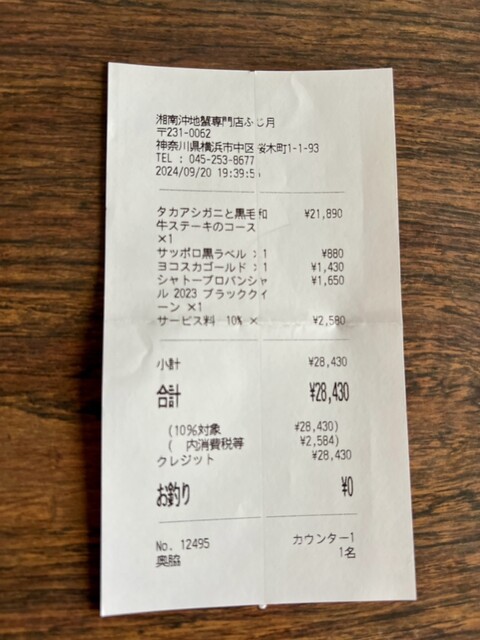 湘南沖地蟹専門店ふじ月
〒231-0062
神奈川県横浜市中区桜木町1-1-93
TEL : 045-253-8677
2024/09/20 19:39:5
タカアシガニと黒毛和 ¥21,890
牛ステーキのコース
×1
サッポロ黒ラベル ×1 ¥880
ヨコスカゴールド ×1 ¥1,430
シャトープロバンシャ ¥1,650
ル 2023 ブラッククイ
ーン ×1
サービス料 10% × ¥2,580
小計 ¥28,430
合計 ¥28,430
(10%対象 ¥28,430)
( 内消費税等 ¥2,584)
クレジット ¥28,430
お釣り ¥0
No. 12495 カウンター1
奥脇 1名